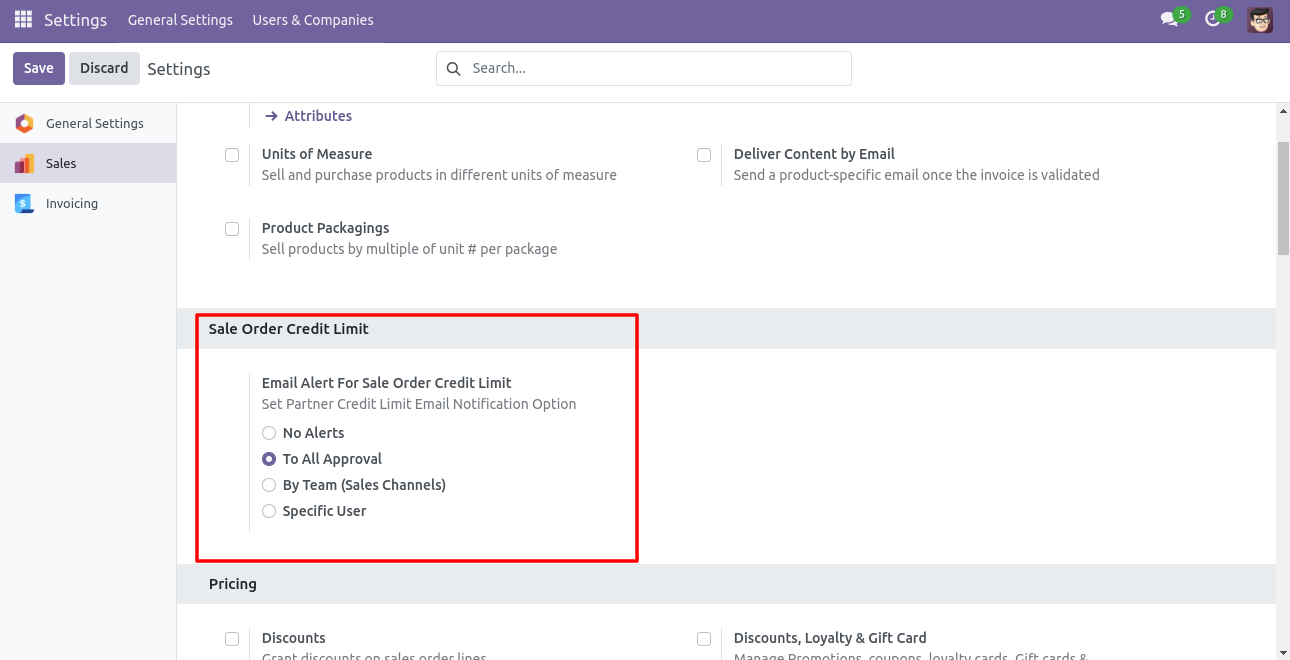 Settings General Settings Users & Companies 5 8
Save Discard Settings Search...
General Settings
Sales
Invoicing
Attributes
Units of Measure
Sell and purchase products in different units of measure
Deliver Content by Email
Send a product-specific email once the invoice is validated
Product Packagings
Sell products by multiple of unit # per package
Sale Order Credit Limit
Email Alert For Sale Order Credit Limit
Set Partner Credit Limit Email Notification Option
No Alerts
To All Approval
By Team (Sales Channels)
Specific User
Pricing
Discounts
Grant discounts on sales order lines
Discounts, Loyalty & Gift Card
Manage Promotions, coupons, loyalty cards, Gift cards &